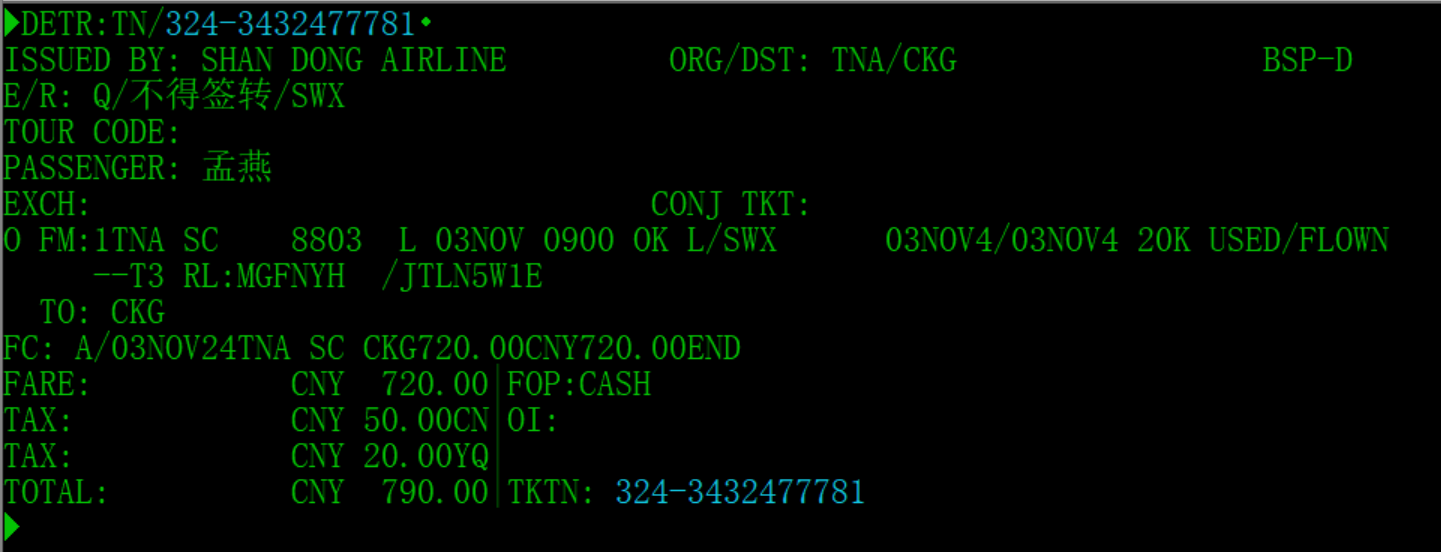 ▶DETR:TN/324-3432477781•
ISSUED BY: SHAN DONG AIRLINE ORG/DST: TNA/CKG BSP-D
E/R: Q/不得签转/SWX
TOUR CODE:
PASSENGER: 孟燕
EXCH: CONJ TKT:
O FM:1TNA SC 8803 L 03NOV 0900 OK L/SWX 03NOV4/03NOV4 20K USED/FLOWN
--T3 RL:MGFNYH /JTLN5W1E
TO: CKG
FC: A/03NOV24TNA SC CKG720.00CNY720.00END
FARE: CNY 720.00 FOP:CASH
TAX: CNY 50.00CN OI:
TAX: CNY 20.00YQ
TOTAL: CNY 790.00 TKTN: 324-3432477781
▶